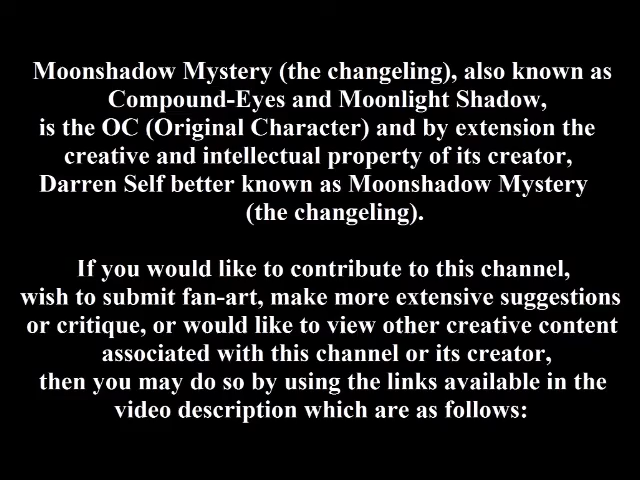 Moonshadow Mystery (the changeling), also known as
Compound-Eyes and Moonlight Shadow,
is the OC (Original Character) and by extension the
creative and intellectual property of its creator,
Darren Self better known as Moonshadow Mystery
(the changeling).
If you would like to contribute to this channel,
wish to submit fan-art, make more extensive suggestions
or critique, or would like to view other creative content
associated with this channel or its creator,
then you may do so by using the links available in the
video description which are as follows: